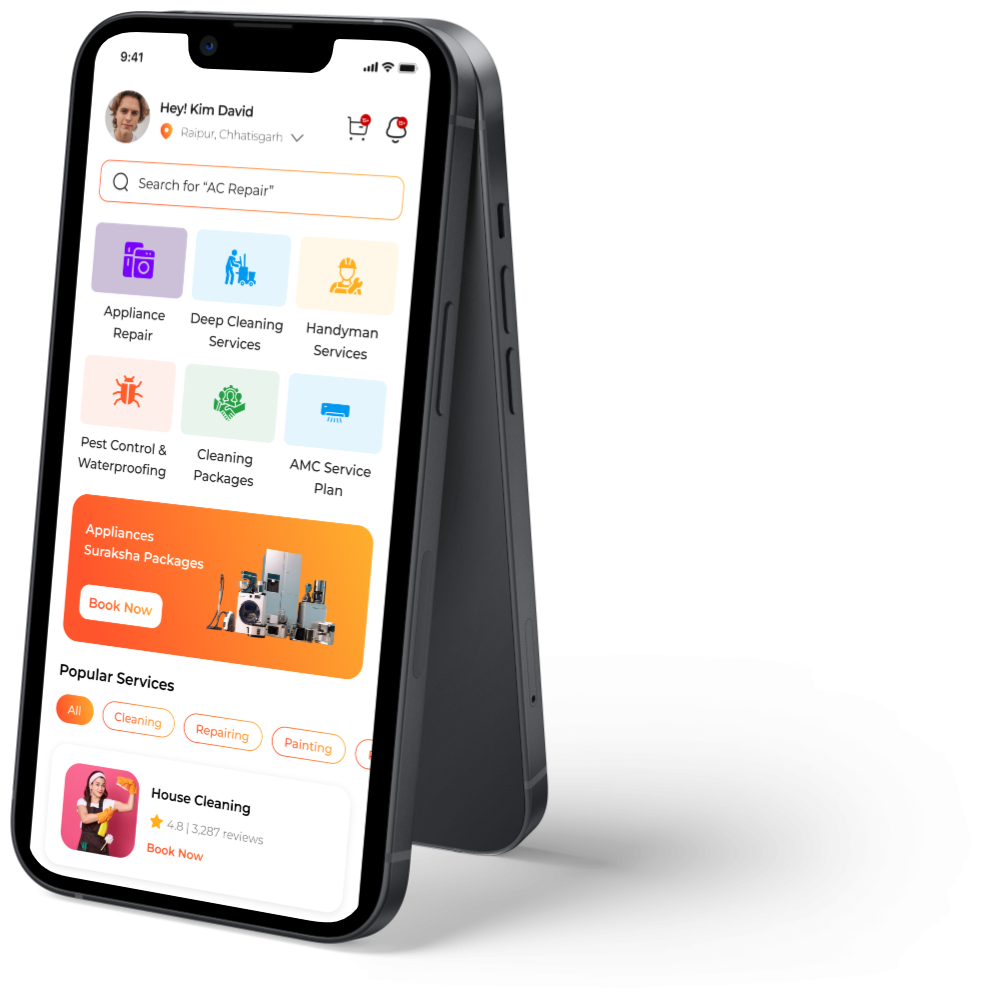 9:41
Hey! Kim David
Raipur, Chhatisgarh
Search for "AC Repair"
Appliance
Repair
Deep Cleaning
Services
Handyman
Services
Pest Control &
Waterproofing
Cleaning
Packages
AMC Service
Plan
Appliances
Suraksha Packages
Book Now
Popular Services
All
Cleaning
Repairing
Painting
House Cleaning
4.8 | 3,287 reviews
Book Now